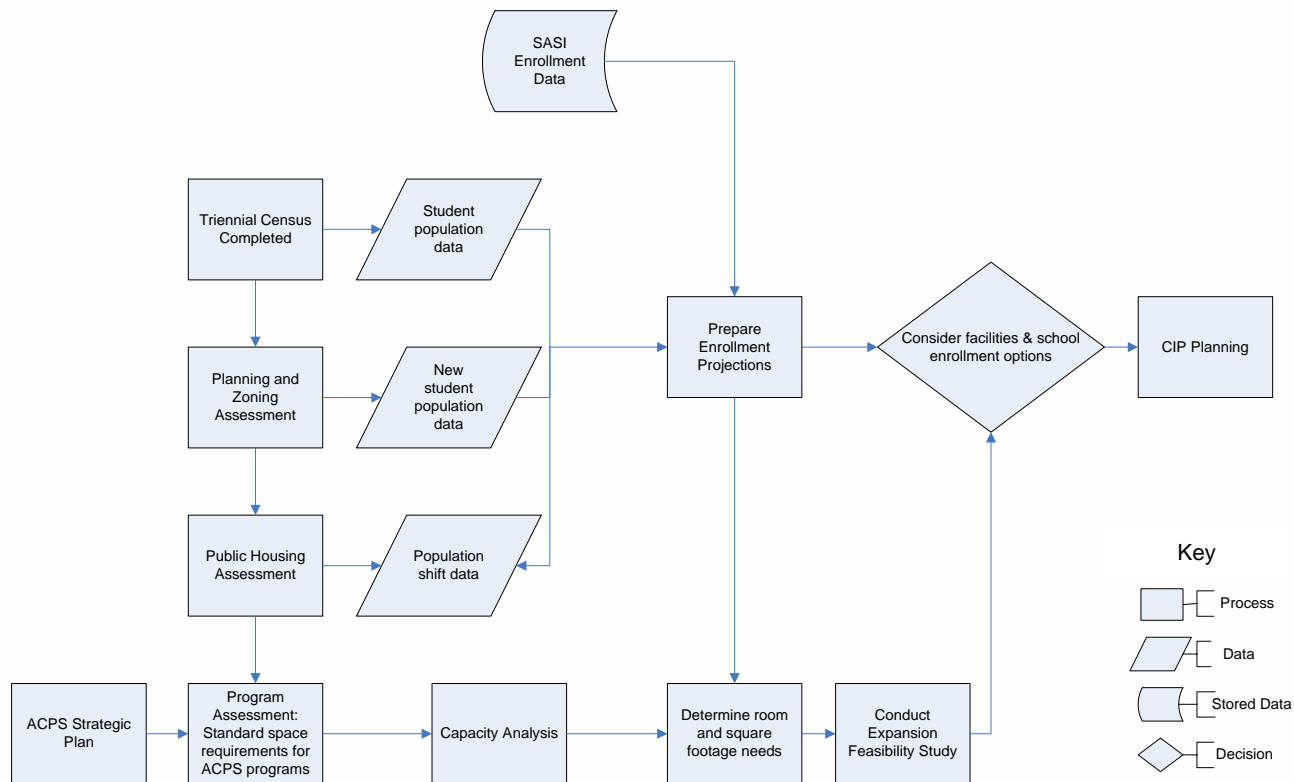 SASI
Enrollment
Data
Triennial Census
Completed
Student
population
data
Planning and
Zoning
Assessment
New
student
population
data
Prepare
Enrollment
Projections
Consider facilities & school
enrollment options
CIP Planning
Public Housing
Assessment
Population
shift data
ACPS Strategic
Plan
Program
Assessment:
Standard space
requirements for
ACPS programs
Capacity Analysis
Determine room
and square
footage needs
Conduct
Expansion
Feasibility Study
Key
Process
Data
Stored Data
Decision